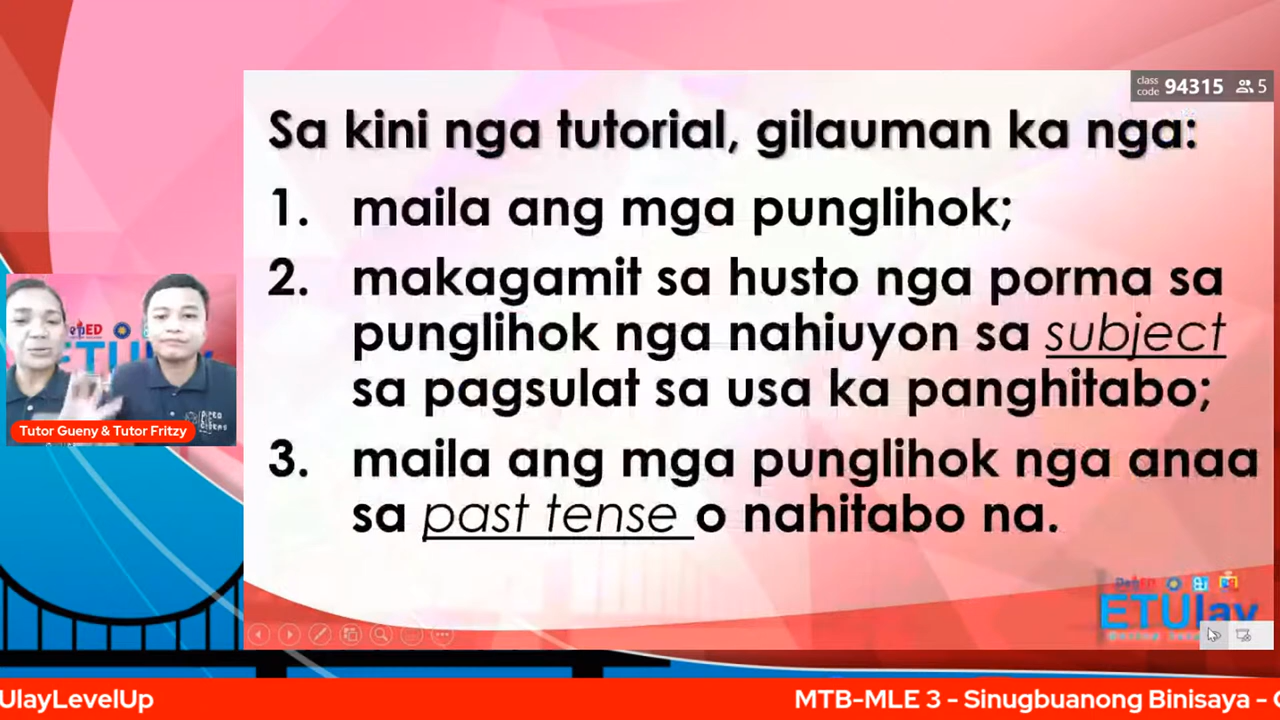 class code 94315 5
Sa kini nga tutorial, gilauman ka nga:
1. maila ang mga punglihok;
2. makagamit sa husto nga porma sa
punglihok nga nahiuyon sa subject
sa pagsulat sa usa ka panghitabo;
3. maila ang mga punglihok nga anaa
sa past tense o nahitabo na.
Tutor Gueny & Tutor Fritzy
DepED
ETUlay
UlayLevelUp
MTB-MLE 3 - Sinugbuanong Binisaya -